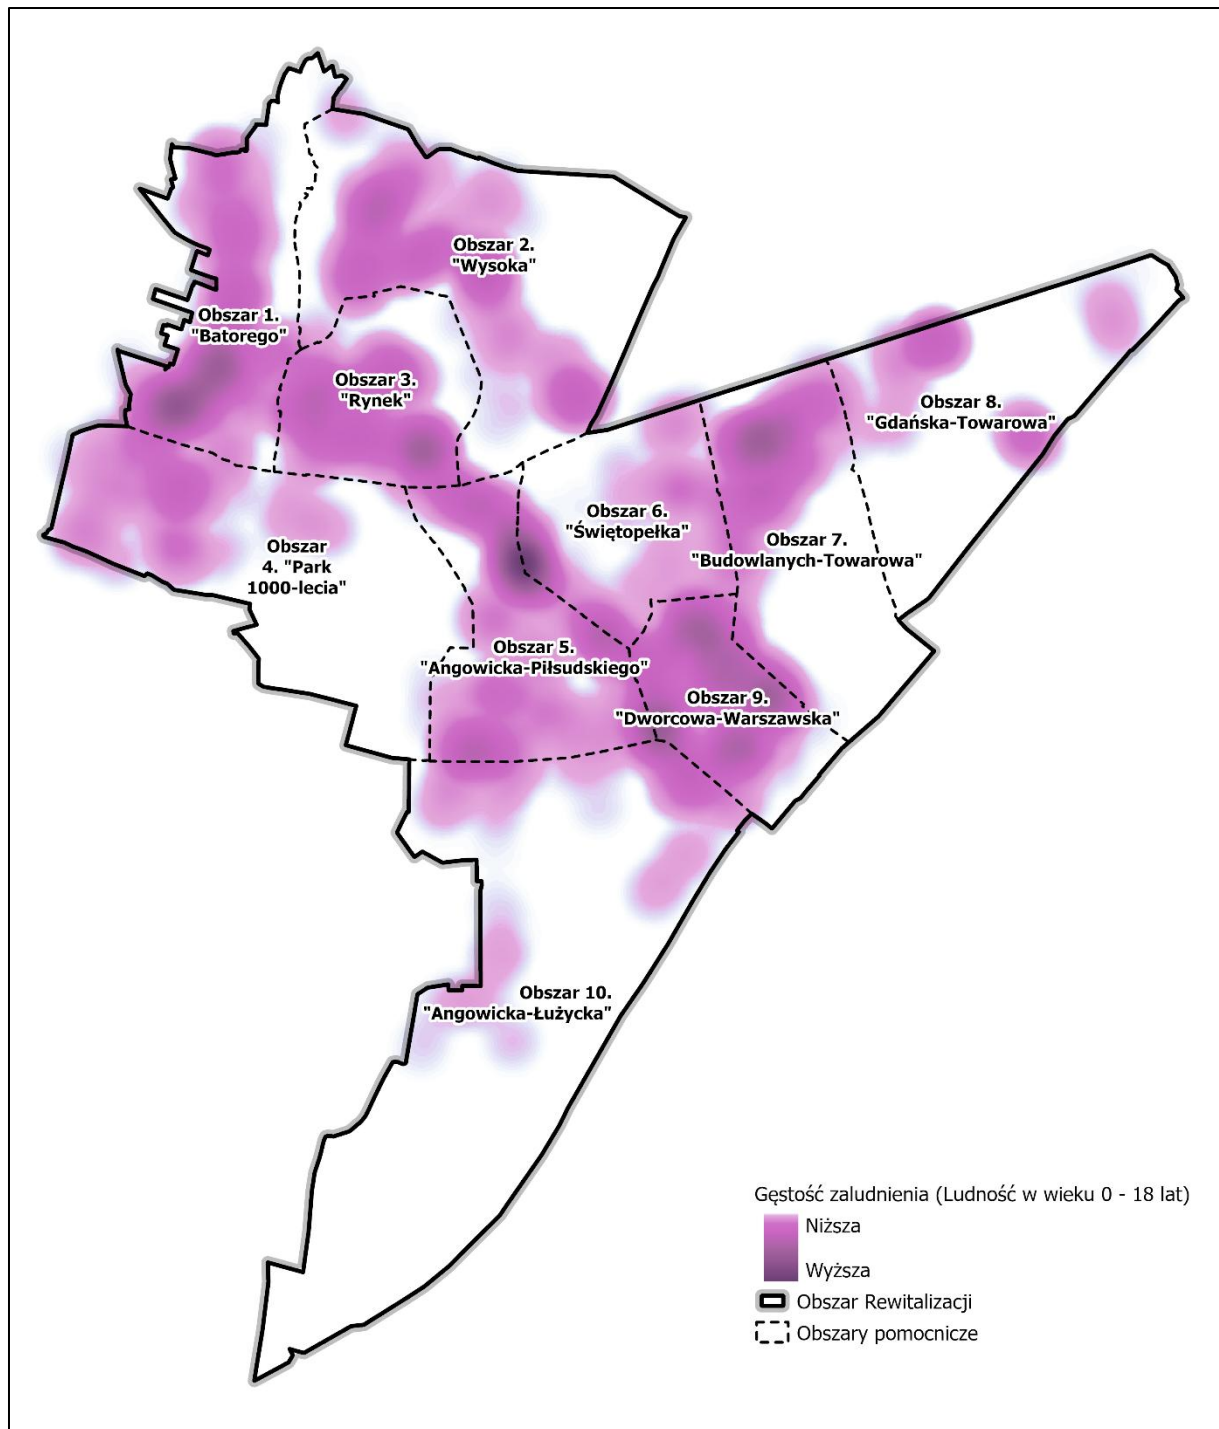 Obszar 2.
"Wysoka"
Obszar 1.
"Batorego"
Obszar 3.
"Rynek"
Obszar 8.
"Gdańska-Towarowa"
Obszar 6.
"Świętopełka"
Obszar 7.
"Budowlanych-Towarowa"
Obszar
4. "Park
1000-lecia"
Obszar 5.
"Angowicka-Piłsudskiego"
Obszar 9.
"Dworcowa-Warszawska"
Obszar 10.
"Angowicka-Łużycka"
Gęstość zaludnienia (Ludność w wieku 0 - 18 lat)
Niższa
Wyższa
Obszar Rewitalizacji
Obszary pomocnicze